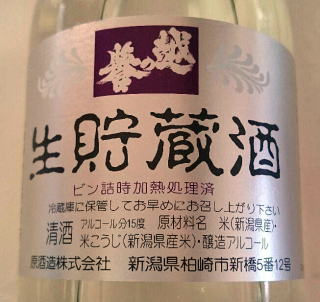 越の誉
生貯蔵酒
ビン詰時加熱処理済
冷蔵庫に保管してお早めにお召し上がり下さい
清酒 アルコール分15度 原材料名 米(新潟県産)・
米こうじ(新潟県産米)・醸造アルコール
原酒造株式会社 新潟県柏崎市新橋5番12号